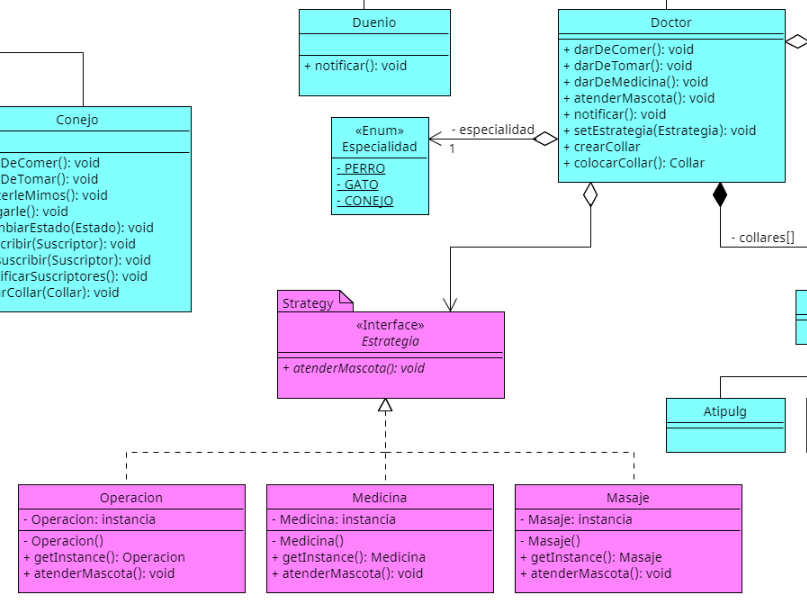 Duenio
+ notificar(): void
Doctor
+ darDeComer(): void
+ darDeTomar(): void
+ darDeMedicina(): void
+ atenderMascota(): void
+ notificar(): void
+ setEstrategia(Estrategia): void
+ crearCollar
+ colocarCollar(): Collar
Conejo
DeComer(): void
DeTomar(): void
erleMimos(): void
garle(): void
mbiarEstado(Estado): void
cribir(Suscriptor): void
suscribir(Suscriptor): void
ificarSuscriptores(): void
rCollar(Collar): void
«Enum»
Especialidad
- PERRO
- GATO
- CONEJO
- especialidad
1
- collares[]
Strategy
«Interface»
Estrategia
+ atenderMascota(): void
Atipulg
Operacion
- Operacion: instancia
- Operacion()
+ getInstance(): Operacion
+ atenderMascota(): void
Medicina
- Medicina: instancia
- Medicina()
+ getInstance(): Medicina
+ atenderMascota(): void
Masaje
- Masaje: instancia
- Masaje()
+ getInstance(): Masaje
+ atenderMascota(): void